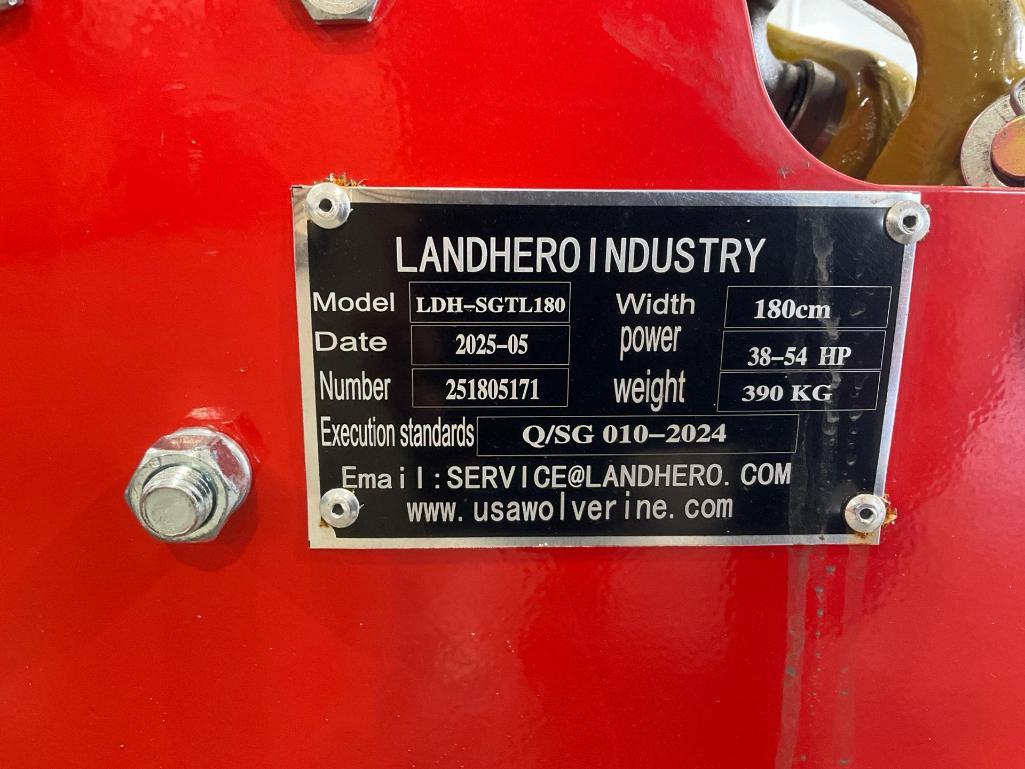 LANDHERO INDUSTRY
Model LDH-SGTL180 Width 180cm
Date 2025-05 power 38-54 HP
Number 251805171 weight 390 KG
Execution standards Q/SG 010-2024
Email:SERVICE@LANDHERO.COM
www.usawolverine.com